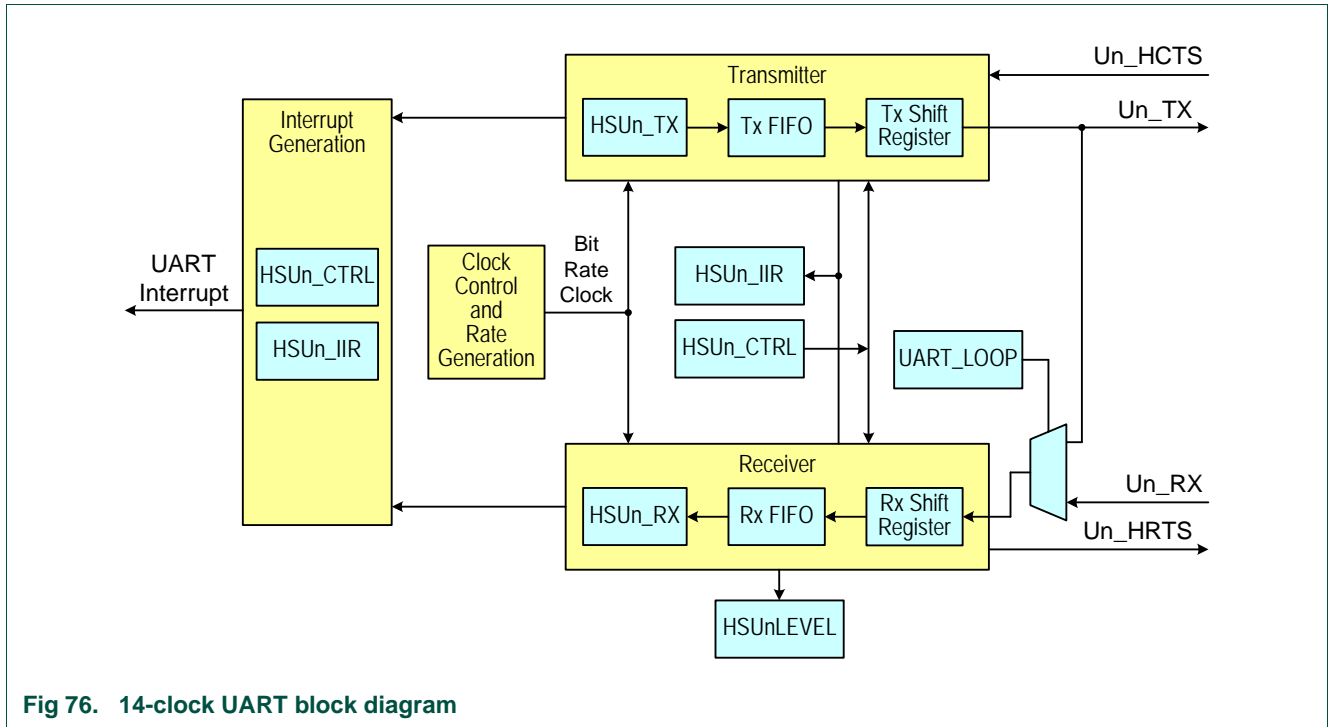 Transmitter
Un_HCTS
HSUn_TX
Tx FIFO
Tx Shift
Register
Un_TX
Interrupt
Generation
HSUn_CTRL
HSUn_IIR
UART
Interrupt
Clock
Control
and
Rate
Generation
Bit
Rate
Clock
HSUn_IIR
HSUn_CTRL
UART_LOOP
Receiver
HSUn_RX
Rx FIFO
Rx Shift
Register
Un_RX
Un_HRTS
HSUnLEVEL
Fig 76. 14-clock UART block diagram